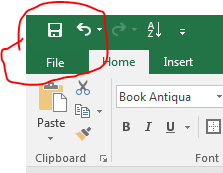 File Home Insert
Book Antiqua
Paste B I U
Clipboard Font